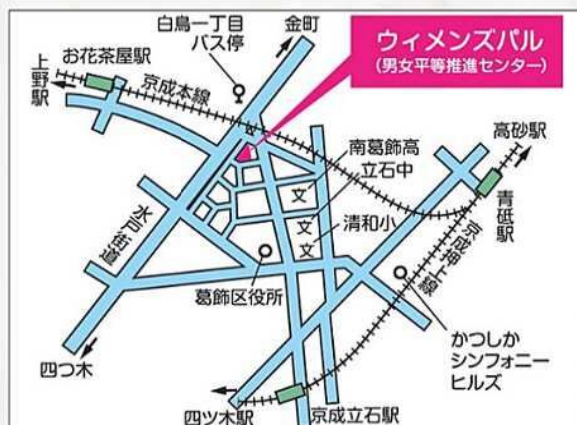 白鳥一丁目
バス停
金町
ウィメンズパル
(男女平等推進センター)
お花茶屋駅
上野駅
京成本線
高砂駅
南葛飾高
立石中
文
清和小
文
文
青砥駅
水戸街道
京成押上線
葛飾区役所
かつしか
シンフォニー
ヒルズ
四つ木
四ツ木駅
京成立石駅